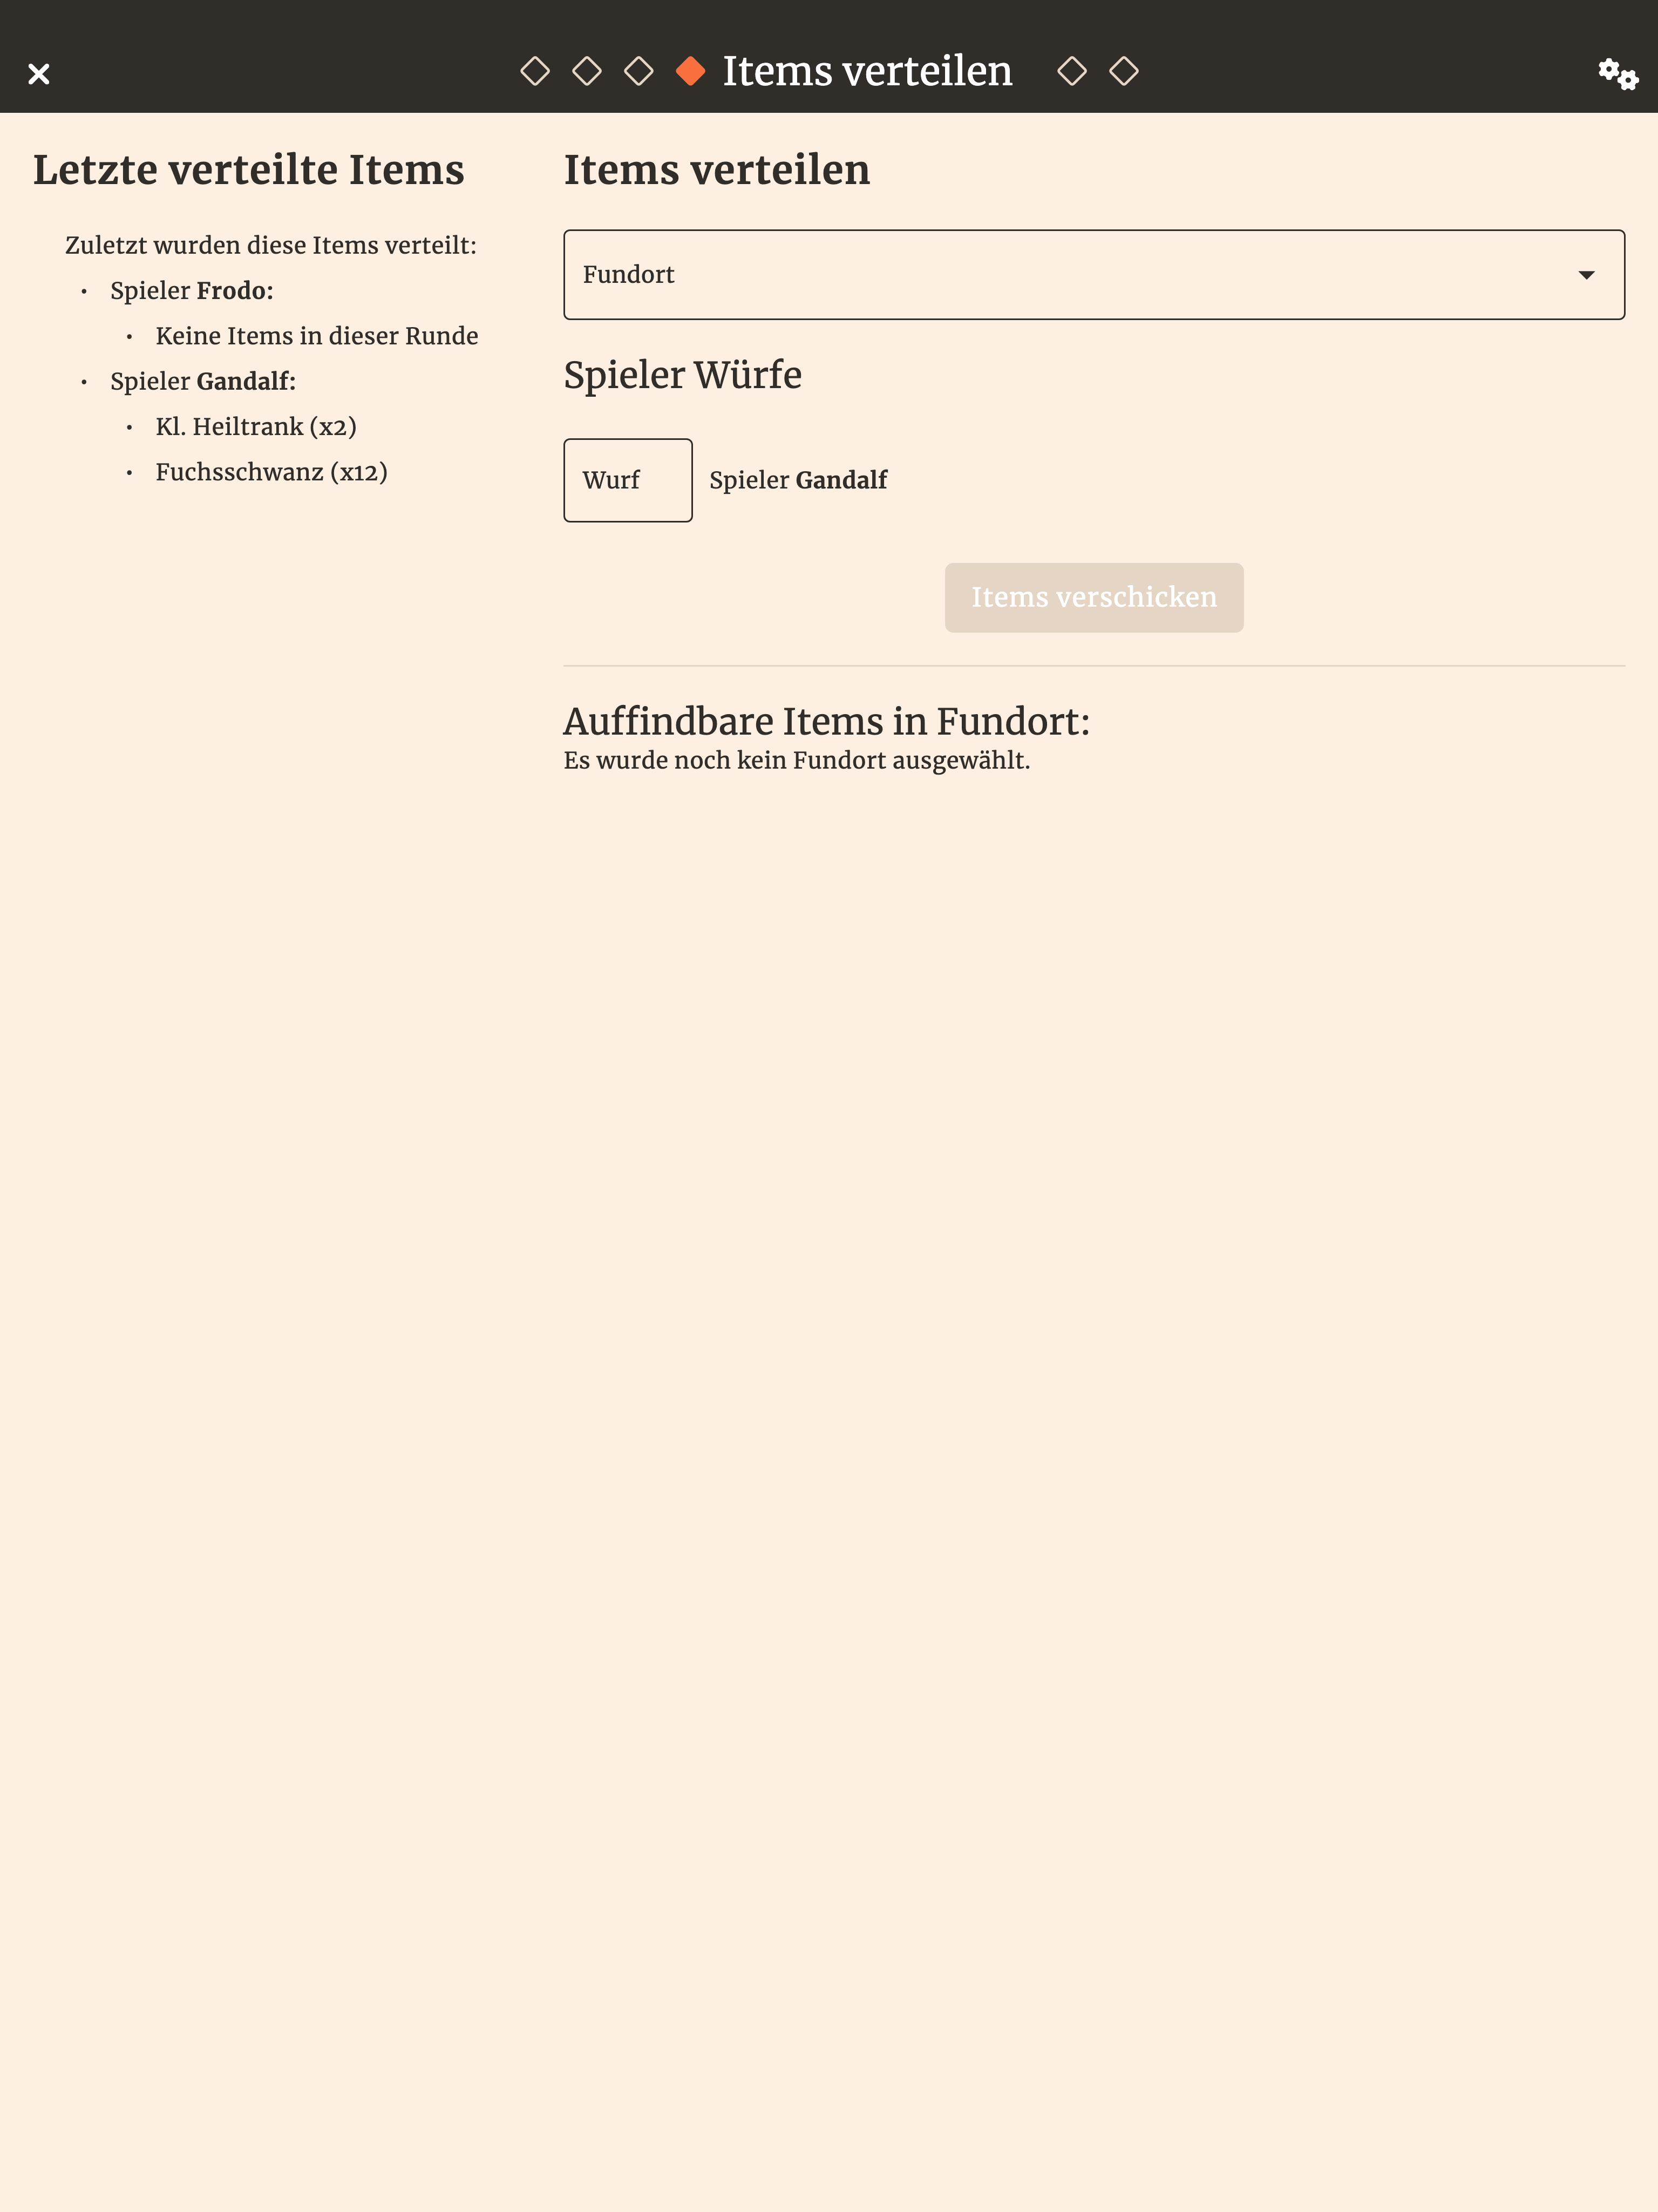 Items verteilen
Letzte verteilte Items
Zuletzt wurden diese Items verteilt:
• Spieler Frodo:
• Keine Items in dieser Runde
• Spieler Gandalf:
• Kl. Heiltrank (x2)
• Fuchsschwanz (x12)
Items verteilen
Fundort
Spieler Würfe
Wurf Spieler Gandalf
Items verschicken
Auffindbare Items in Fundort:
Es wurde noch kein Fundort ausgewählt.